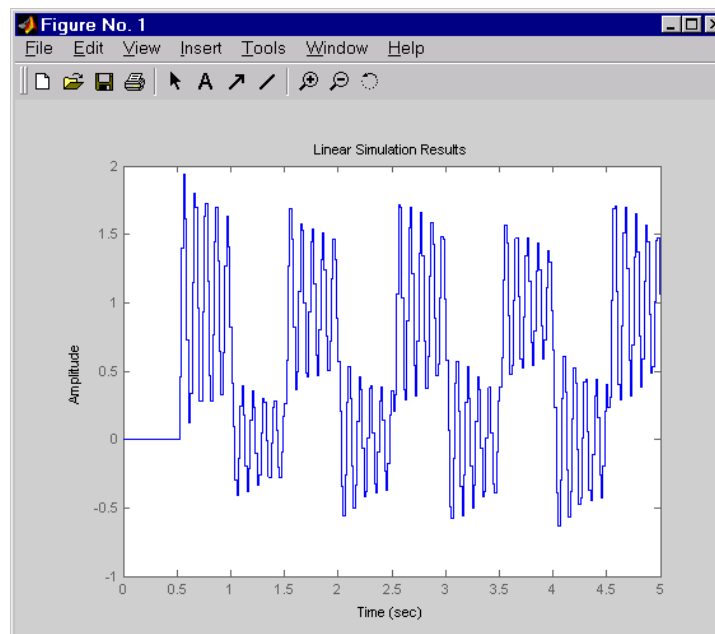 Figure No. 1
File Edit View Insert Tools Window Help
A
Linear Simulation Results
2
1.5
1
0.5
0
-0.5
-1
Amplitude
0 0.5 1 1.5 2 2.5 3 3.5 4 4.5 5
Time (sec)